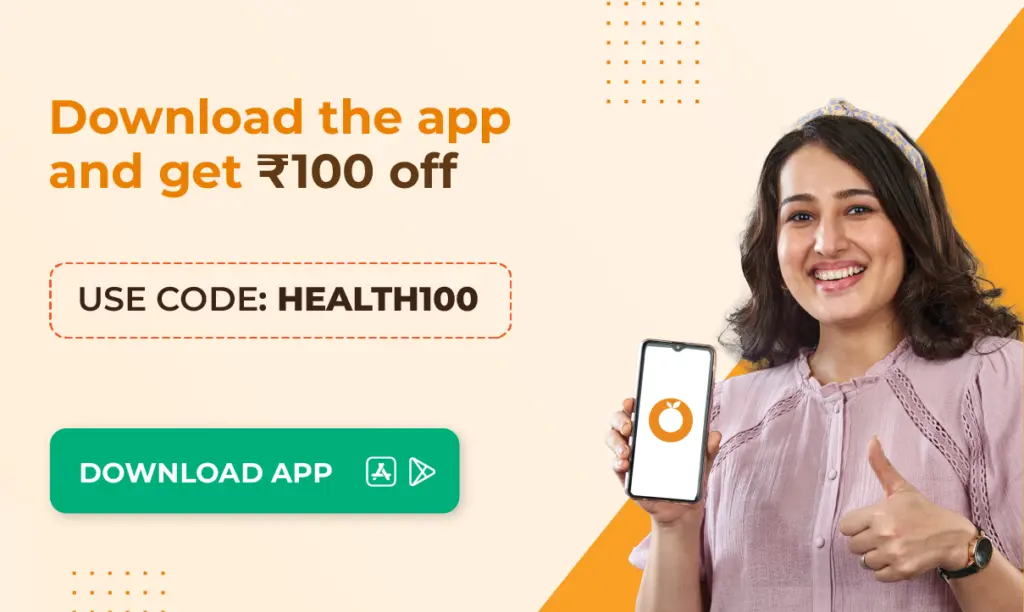 Download the app
and get ₹100 off
USE CODE: HEALTH100
DOWNLOAD APP